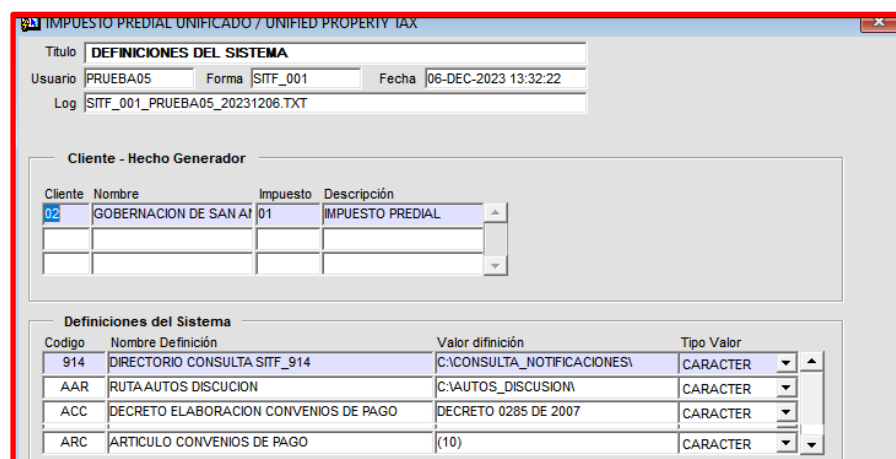 IMPUESTO PREDIAL UNIFICADO / UNIFIED PROPERTY TAX
Titulo DEFINICIONES DEL SISTEMA
Usuario PRUEBA05 Forma SITF_001 Fecha 06-DEC-2023 13:32:22
Log SITF_001_PRUEBA05_20231206.TXT
Cliente - Hecho Generador
Cliente Nombre Impuesto Descripción
02 GOBERNACION DE SAN 01 IMPUESTO PREDIAL
Definiciones del Sistema
Codigo Nombre Definición Valor difinición Tipo Valor
914 DIRECTORIO CONSULTA SITF_914 C:\CONSULTA_NOTIFICACIONES\ CARACTER
AAR RUTA AUTOS DISCUCION C:\AUTOS_DISCUSION\ CARACTER
ACC DECRETO ELABORACION CONVENIOS DE PAGO DECRETO 0285 DE 2007 CARACTER
ARC ARTICULO CONVENIOS DE PAGO (10) CARACTER